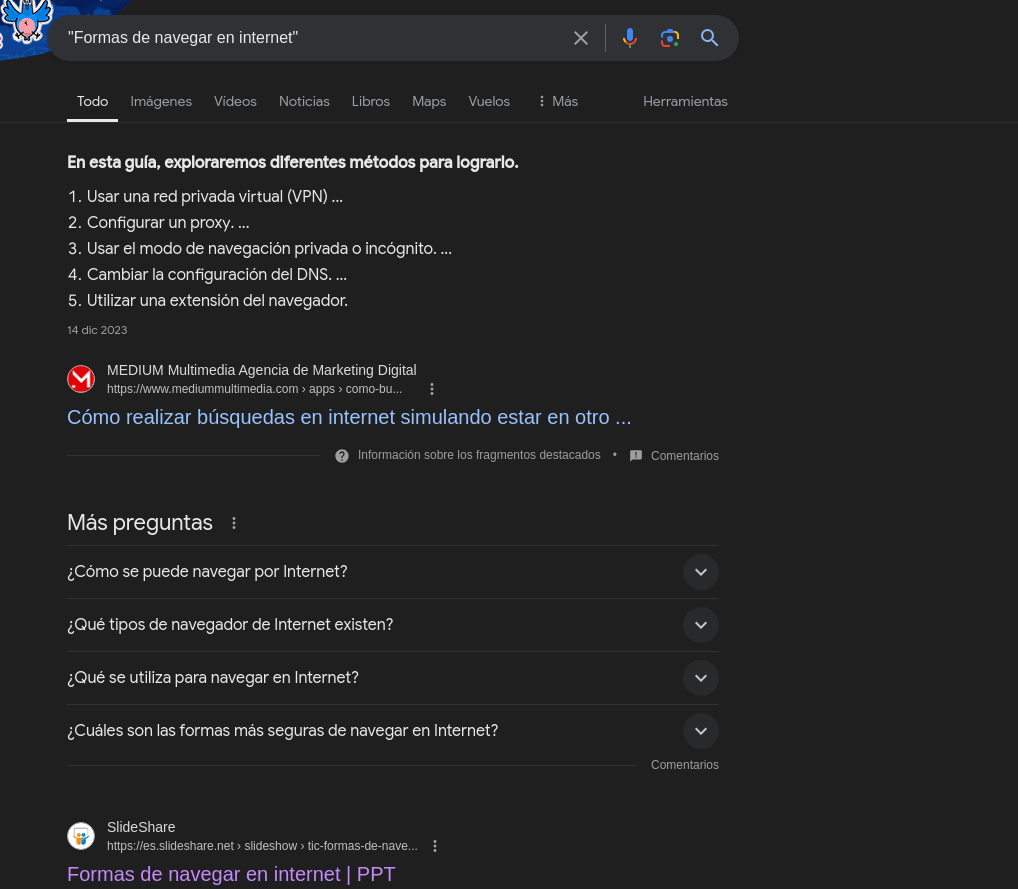 "Formas de navegar en internet"
Todo Imágenes Videos Noticias Libros Maps Vuelos Más Herramientas
En esta guía, exploraremos diferentes métodos para lograrlo.
1. Usar una red privada virtual (VPN) ...
2. Configurar un proxy. ...
3. Usar el modo de navegación privada o incógnito. ...
4. Cambiar la configuración del DNS. ...
5. Utilizar una extensión del navegador.
14 dic 2023
MEDIUM Multimedia Agencia de Marketing Digital
https://www.mediummultimedia.com › apps › como-bu...
Cómo realizar búsquedas en internet simulando estar en otro ...
Información sobre los fragmentos destacados • Comentarios
Más preguntas
¿Cómo se puede navegar por Internet?
¿Qué tipos de navegador de Internet existen?
¿Qué se utiliza para navegar en Internet?
¿Cuáles son las formas más seguras de navegar en Internet?
Comentarios
SlideShare
https://es.slideshare.net › slideshow › tic-formas-de-nave...
Formas de navegar en internet | PPT